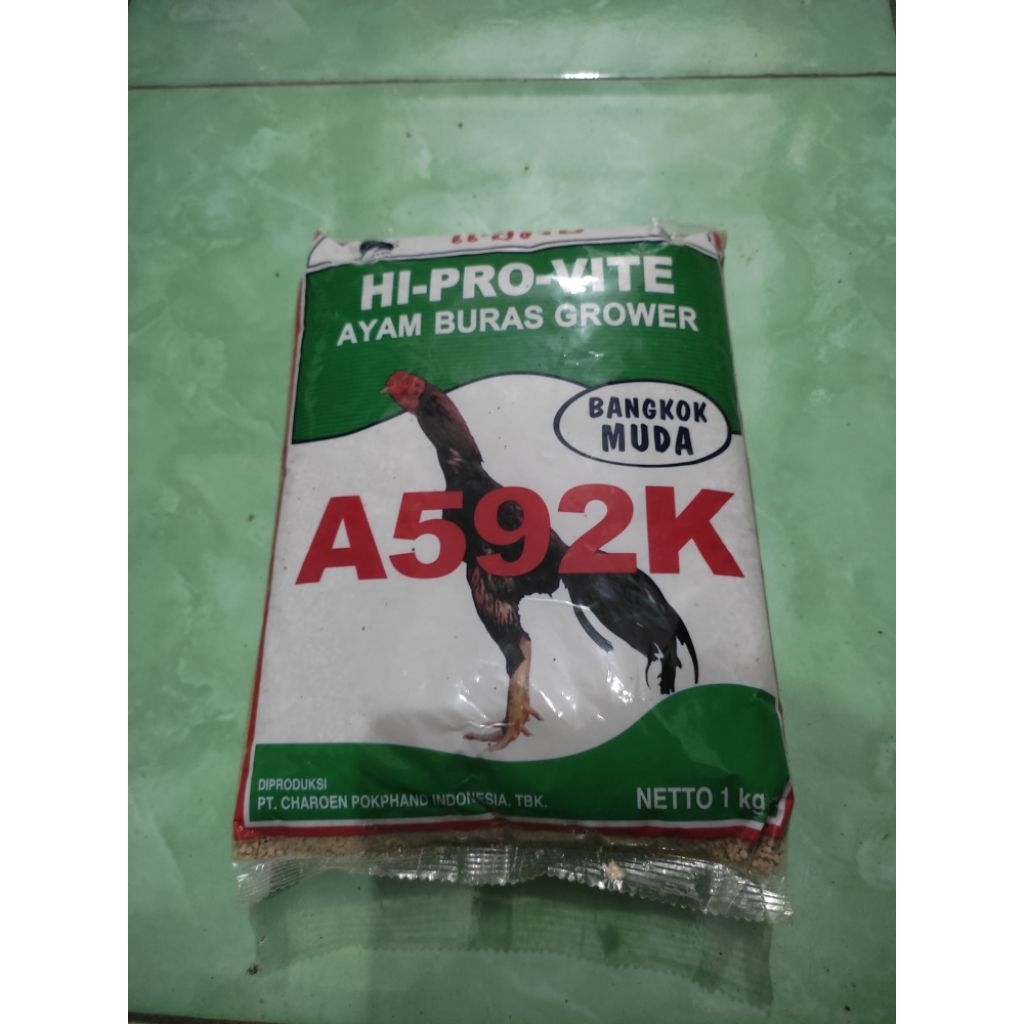 HI-PRO-VITE
AYAM BURAS GROWER
BANGKOK
MUDA
A592K
DIPRODUKSI
PT. CHAROEN POKPHAND INDONESIA, TBK.
NETTO 1 kg